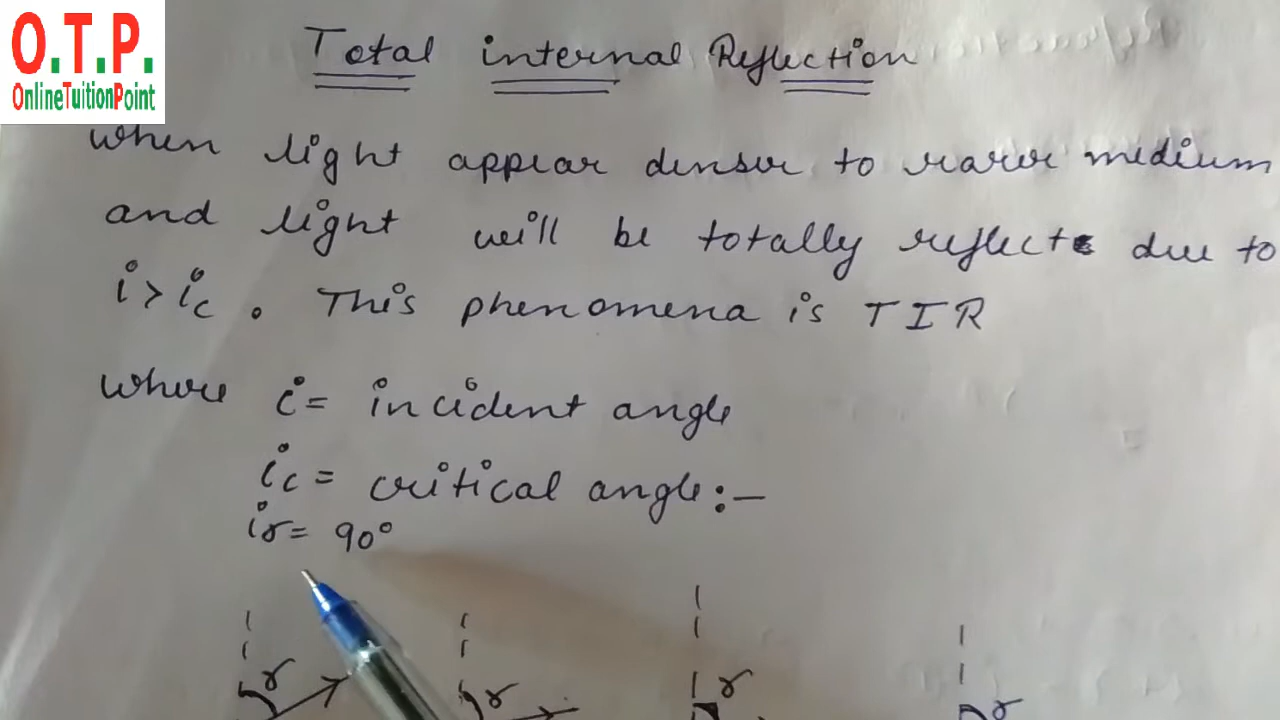 O.T.P.
OnlineTuitionPoint
Total internal Reflection
when light appear denser to rarer medium
and light will be totally reflect due to
i > ic . This phenomena is TIR
where i = incident angle
ic = critical angle :-
ir = 90°
r r r r